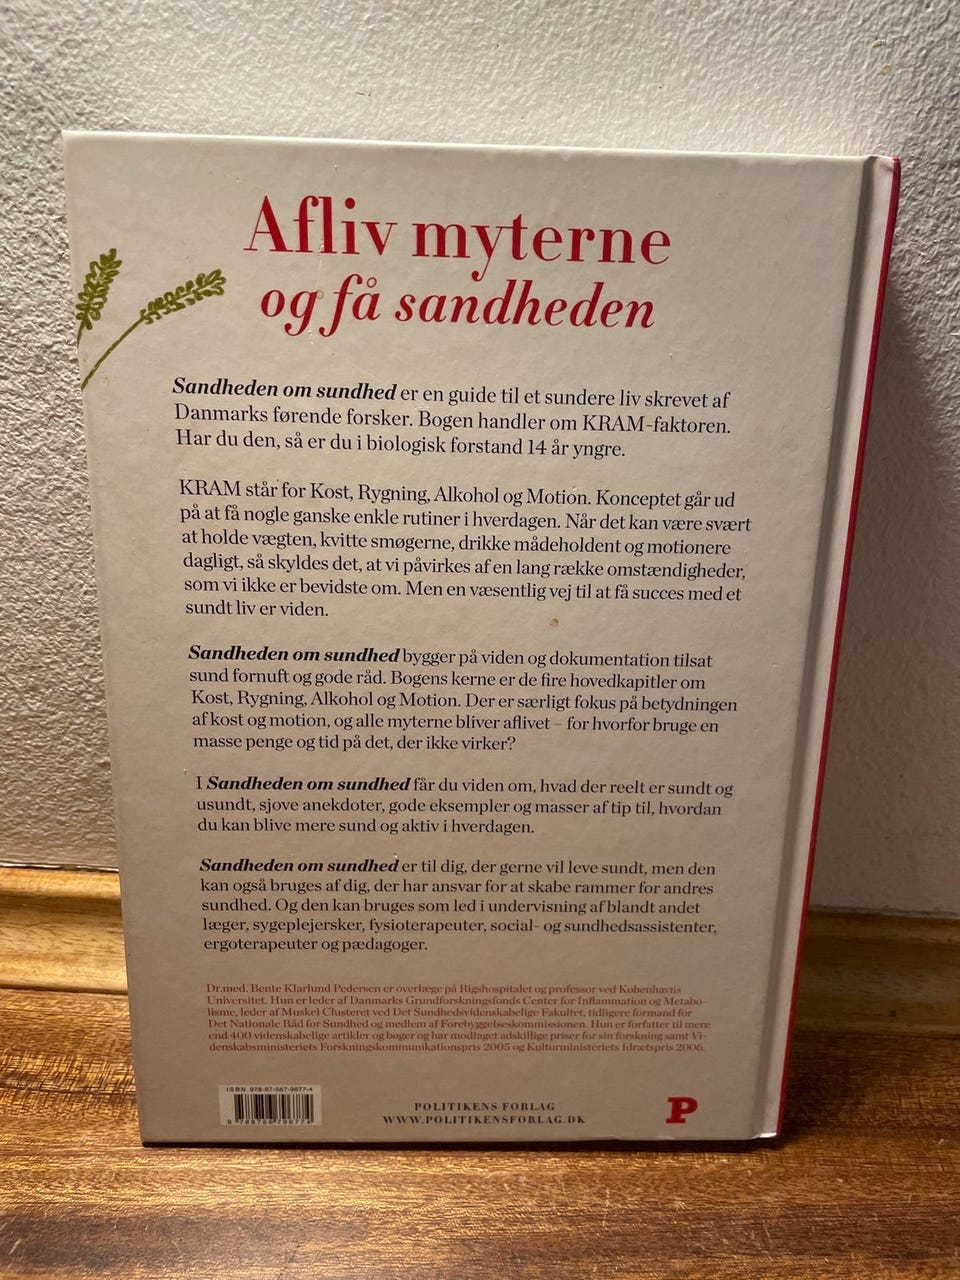 Afliv myterne
og få sandheden
Sandheden om sundhed er en guide til et sundere liv skrevet af
Danmarks førende forsker. Bogen handler om KRAM-faktoren.
Har du den, så er du i biologisk forstand 14 år yngre.
KRAM står for Kost, Rygning, Alkohol og Motion. Konceptet går ud
på at få nogle ganske enkle rutiner i hverdagen. Når det kan være svært
at holde vægten, kvitte smøgerne, drikke mådeholdent og motionere
dagligt, så skyldes det, at vi påvirkes af en lang række omstændigheder,
som vi ikke er bevidste om. Men en væsentlig vej til at få succes med et
sundt liv er viden.
Sandheden om sundhed bygger på viden og dokumentation tilsat
sund fornuft og gode råd. Bogens kerne er de fire hovedkapitler om
Kost, Rygning, Alkohol og Motion. Der er særligt fokus på betydningen
af kost og motion, og alle myterne bliver aflivet – for hvorfor bruge en
masse penge og tid på det, der ikke virker?
I Sandheden om sundhed får du viden om, hvad der reelt er sundt og
usundt, sjove anekdoter, gode eksempler og masser af tip til, hvordan
du kan blive mere sund og aktiv i hverdagen.
Sandheden om sundhed er til dig, der gerne vil leve sundt, men den
kan også bruges af dig, der har ansvar for at skabe rammer for andres
sundhed. Og den kan bruges som led i undervisning af blandt andet
læger, sygeplejersker, fysioterapeuter, social- og sundhedsassistenter,
ergoterapeuter og pædagoger.
Dr.med. Bente Klarlund Pedersen er overlæge på Rigshospitalet og professor ved Københavns
Universitet. Hun er leder af Danmarks Grundforskningsfonds Center for Inflammation og Metabo-
lisme, leder af Muskel Clusteret ved Det Sundhedsvidenskabelige Fakultet, tidligere formand for
Det Nationale Råd for Sundhed og medlem af Forebyggelseskommissionen. Hun er forfatter til mere
end 400 videnskabelige artikler og bøger og har modtaget adskillige priser for sin forskning samt Vi-
denskabsministeriets Forskningskommunikationspris 2005 og Kulturministeriets Idrætspris 2006.
ISBN 978-87-567-9077-4
9 788756 790774
POLITIKENS FORLAG
WWW.POLITIKENSFORLAG.DK
P